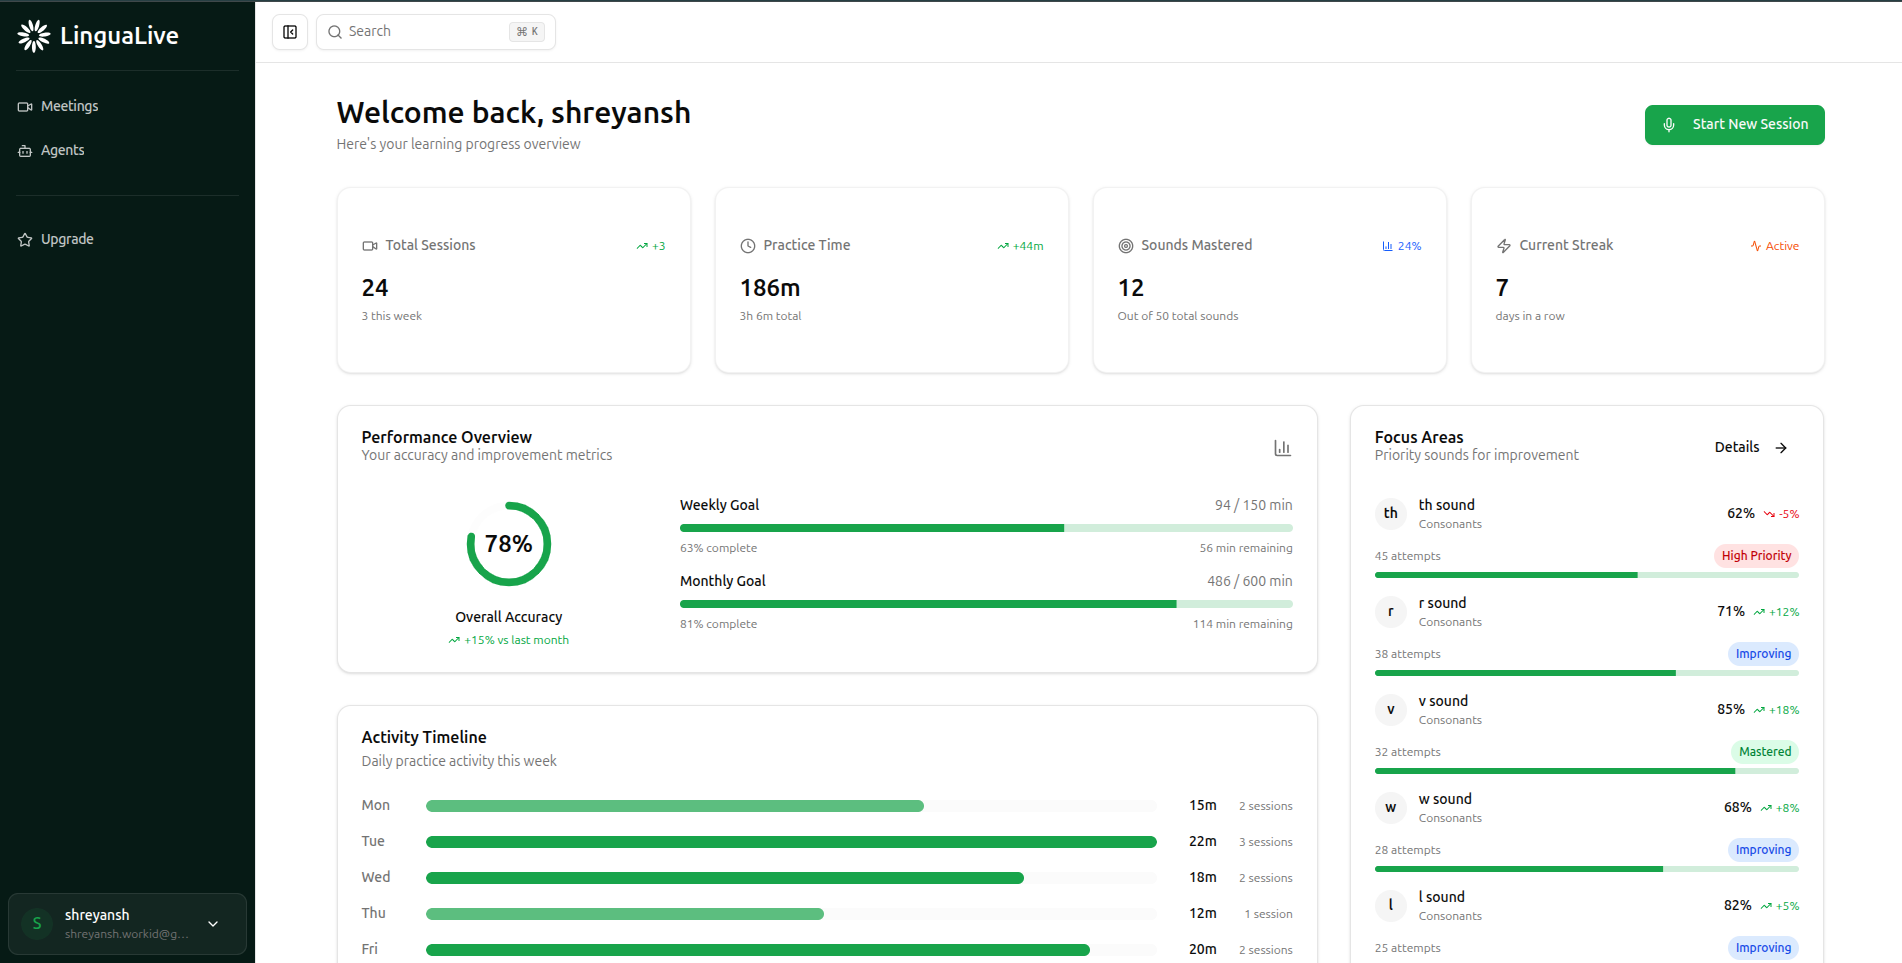 LinguaLive
Meetings
Agents
Upgrade
S
shreyansh
shreyansh.workid@g...
Search
⌘ K
Welcome back, shreyansh
Here's your learning progress overview
Start New Session
Total Sessions
+3
24
3 this week
Practice Time
+44m
186m
3h 6m total
Sounds Mastered
24%
12
Out of 50 total sounds
Current Streak
Active
7
days in a row
Performance Overview
Your accuracy and improvement metrics
78%
Overall Accuracy
+15% vs last month
Weekly Goal
94 / 150 min
63% complete
56 min remaining
Monthly Goal
486 / 600 min
81% complete
114 min remaining
Activity Timeline
Daily practice activity this week
Mon 15m 2 sessions
Tue 22m 3 sessions
Wed 18m 2 sessions
Thu 12m 1 session
Fri 20m 2 sessions
Focus Areas
Priority sounds for improvement
Details
th
th sound
Consonants
62% -5%
45 attempts
High Priority
r
r sound
Consonants
71% +12%
38 attempts
Improving
v
v sound
Consonants
85% +18%
32 attempts
Mastered
w
w sound
Consonants
68% +8%
28 attempts
Improving
l
l sound
Consonants
82% +5%
25 attempts
Improving